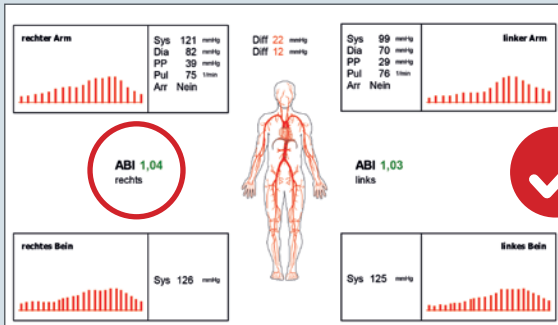 rechter Arm
Sys 121 mmHg
Dia 82 mmHg
PP 39 mmHg
Pul 75 1/min
Arr Nein
Diff 22 mmHg
Diff 12 mmHg
Sys 99 mmHg
Dia 70 mmHg
PP 29 mmHg
Pul 76 1/min
Arr Nein
linker Arm
ABI 1,04
rechts
ABI 1,03
links
rechtes Bein
Sys 126 mmHg
Sys 125 mmHg
linkes Bein